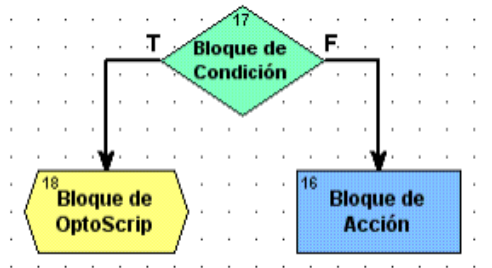 17
T
Bloque de
Condición
F
18
Bloque de
OptoScrip
16
Bloque de
Acción